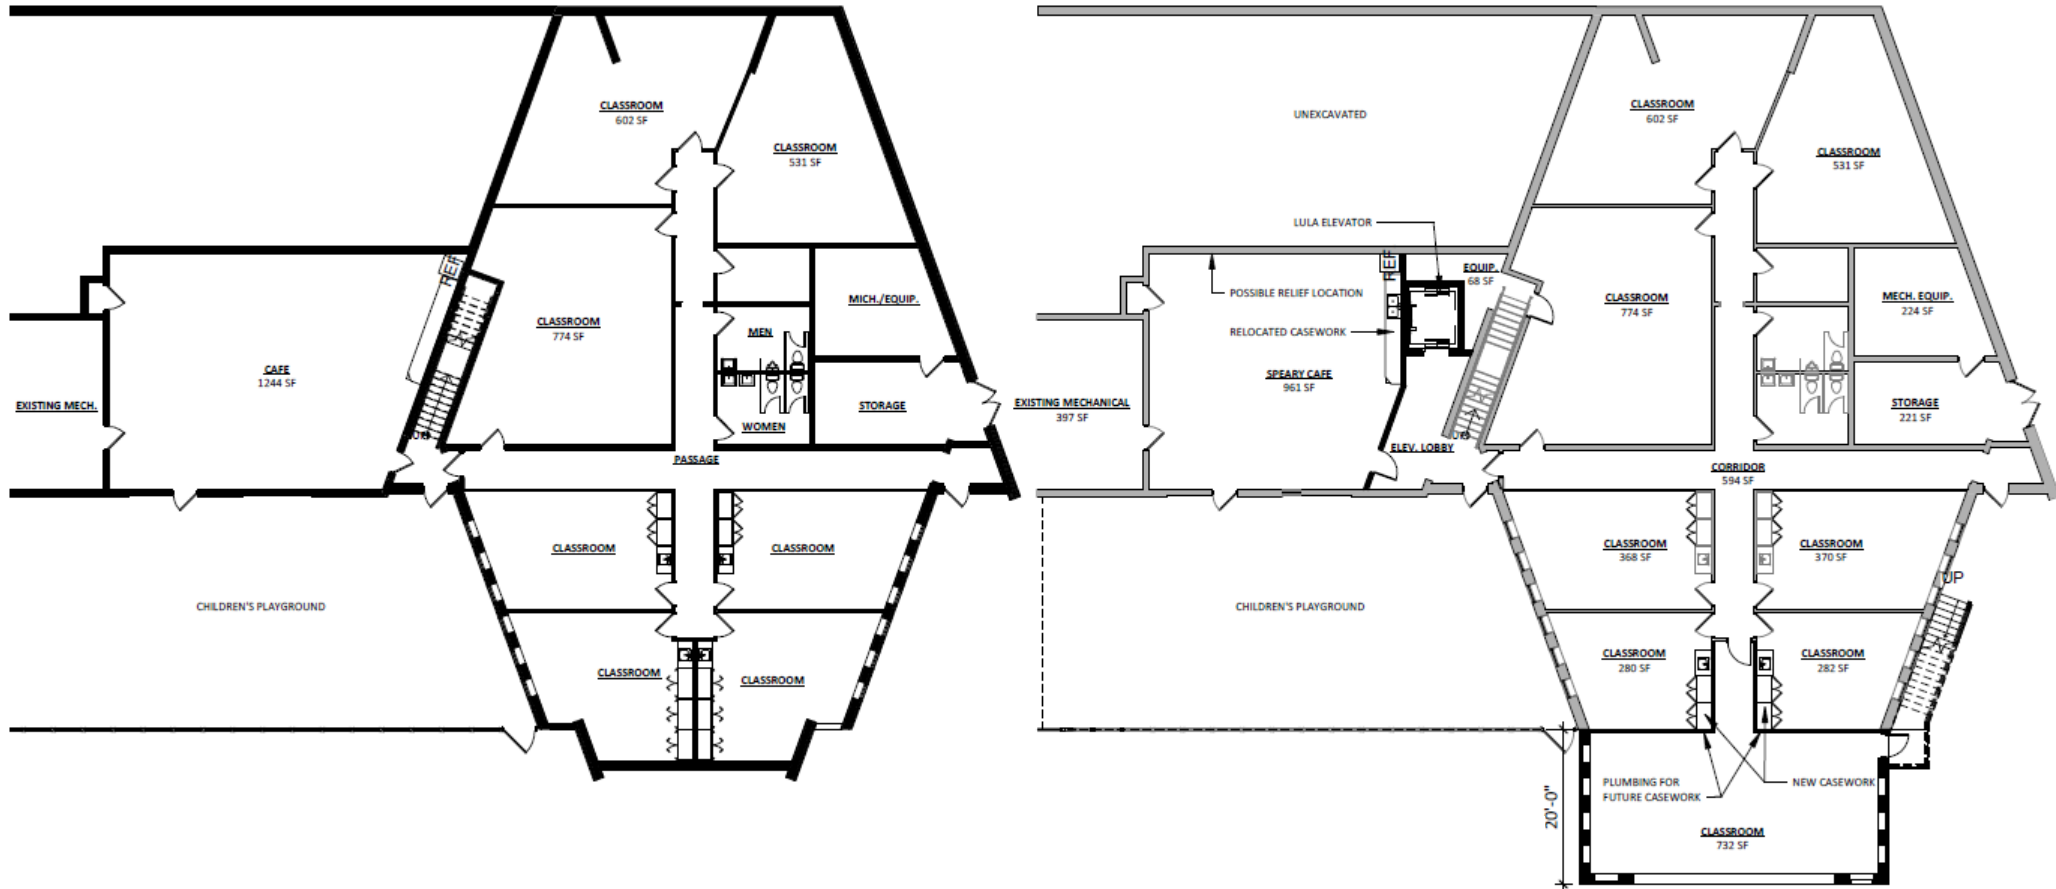 CLASSROOM
602 SF
CLASSROOM
531 SF
REF
CAFE
1244 SF
CLASSROOM
774 SF
MICH./EQUIP.
MEN
EXISTING MECH.
STORAGE
WOMEN
PASSAGE
CLASSROOM
CLASSROOM
CHILDREN'S PLAYGROUND
CLASSROOM
CLASSROOM
UNEXCAVATED
CLASSROOM
602 SF
CLASSROOM
531 SF
LULA ELEVATOR
REF
EQUIP.
68 SF
POSSIBLE RELIEF LOCATION
CLASSROOM
774 SF
MECH. EQUIP.
224 SF
RELOCATED CASEWORK
SPEARY CAFE
961 SF
EXISTING MECHANICAL
397 SF
STORAGE
221 SF
ELEV. LOBBY
CORRIDOR
594 SF
CLASSROOM
368 SF
CLASSROOM
370 SF
UP
CHILDREN'S PLAYGROUND
CLASSROOM
280 SF
CLASSROOM
282 SF
PLUMBING FOR
FUTURE CASEWORK
NEW CASEWORK
20'-0"
CLASSROOM
732 SF